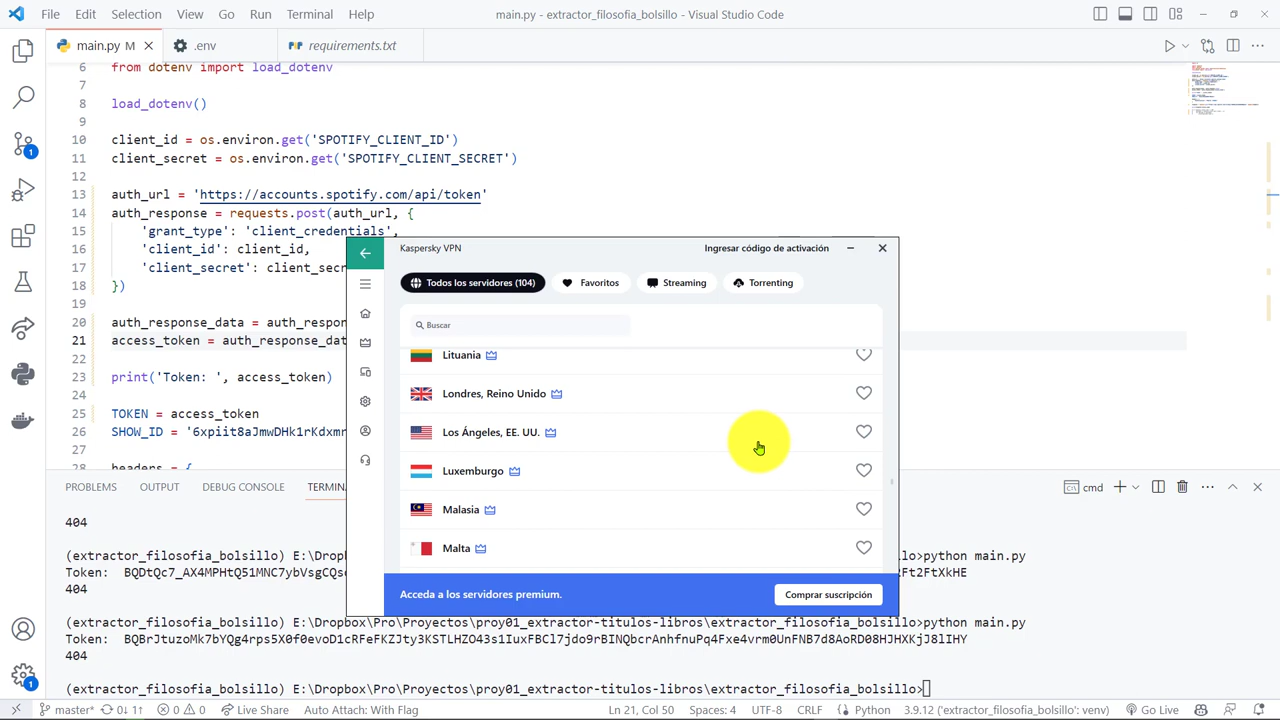 File Edit Selection View Go Run Terminal Help
main.py - extractor_filosofia_bolsillo - Visual Studio Code
main.py M
.env
requirements.txt
6 from dotenv import load_dotenv
7
8 load_dotenv()
9
10 client_id = os.environ.get('SPOTIFY_CLIENT_ID')
11 client_secret = os.environ.get('SPOTIFY_CLIENT_SECRET')
12
13 auth_url = 'https://accounts.spotify.com/api/token'
14 auth_response = requests.post(auth_url, {
15 'grant_type': 'client_credentials',
16 'client_id': client_id,
17 'client_secret': client_sec
18 })
19
20 auth_response_data = auth_respon
21 access_token = auth_response_dat
22
23 print('Token: ', access_token)
24
25 TOKEN = access_token
26 SHOW_ID = '6xpiit8aJmwDHk1rKdxmr
27
28 headers = {
Kaspersky VPN
Ingresar código de activación
Todos los servidores (104)
Favoritos
Streaming
Torrenting
Buscar
Lituania
Londres, Reino Unido
Los Ángeles, EE. UU.
Luxemburgo
Malasia
Malta
Acceda a los servidores premium.
Comprar suscripción
PROBLEMS OUTPUT DEBUG CONSOLE TERMIN
cmd
404
(extractor_filosofia_bolsillo) E:\Dropb
llo>python main.py
Token: BQDtQc7_AX4MPHtQ51MNC7ybVsgCQs
2Ft2FtXkHE
404
(extractor_filosofia_bolsillo) E:\Dropbox\Pro\Proyectos\proy01_extractor-titulos-libros\extractor_filosofia_bolsillo>python main.py
Token: BQBrJtuzoMk7bYQg4rps5X0f0evoD1cRFeFKZJty3KSTLHZO43s1IuxFBCl7jdo9rBINQbcrAnhfnuPq4Fxe4vrm0UnFNB7d8AoRD08HJHXKjJ8lIHY
404
(extractor_filosofia_bolsillo) E:\Dropbox\Pro\Proyectos\proy01_extractor-titulos-libros\extractor_filosofia_bolsillo>
master* 0↓ 1↑ 0 0 Live Share Auto Attach: With Flag
Ln 21, Col 50 Spaces: 4 UTF-8 CRLF Python 3.9.12 ('extractor_filosofia_bolsillo': venv) Go Live